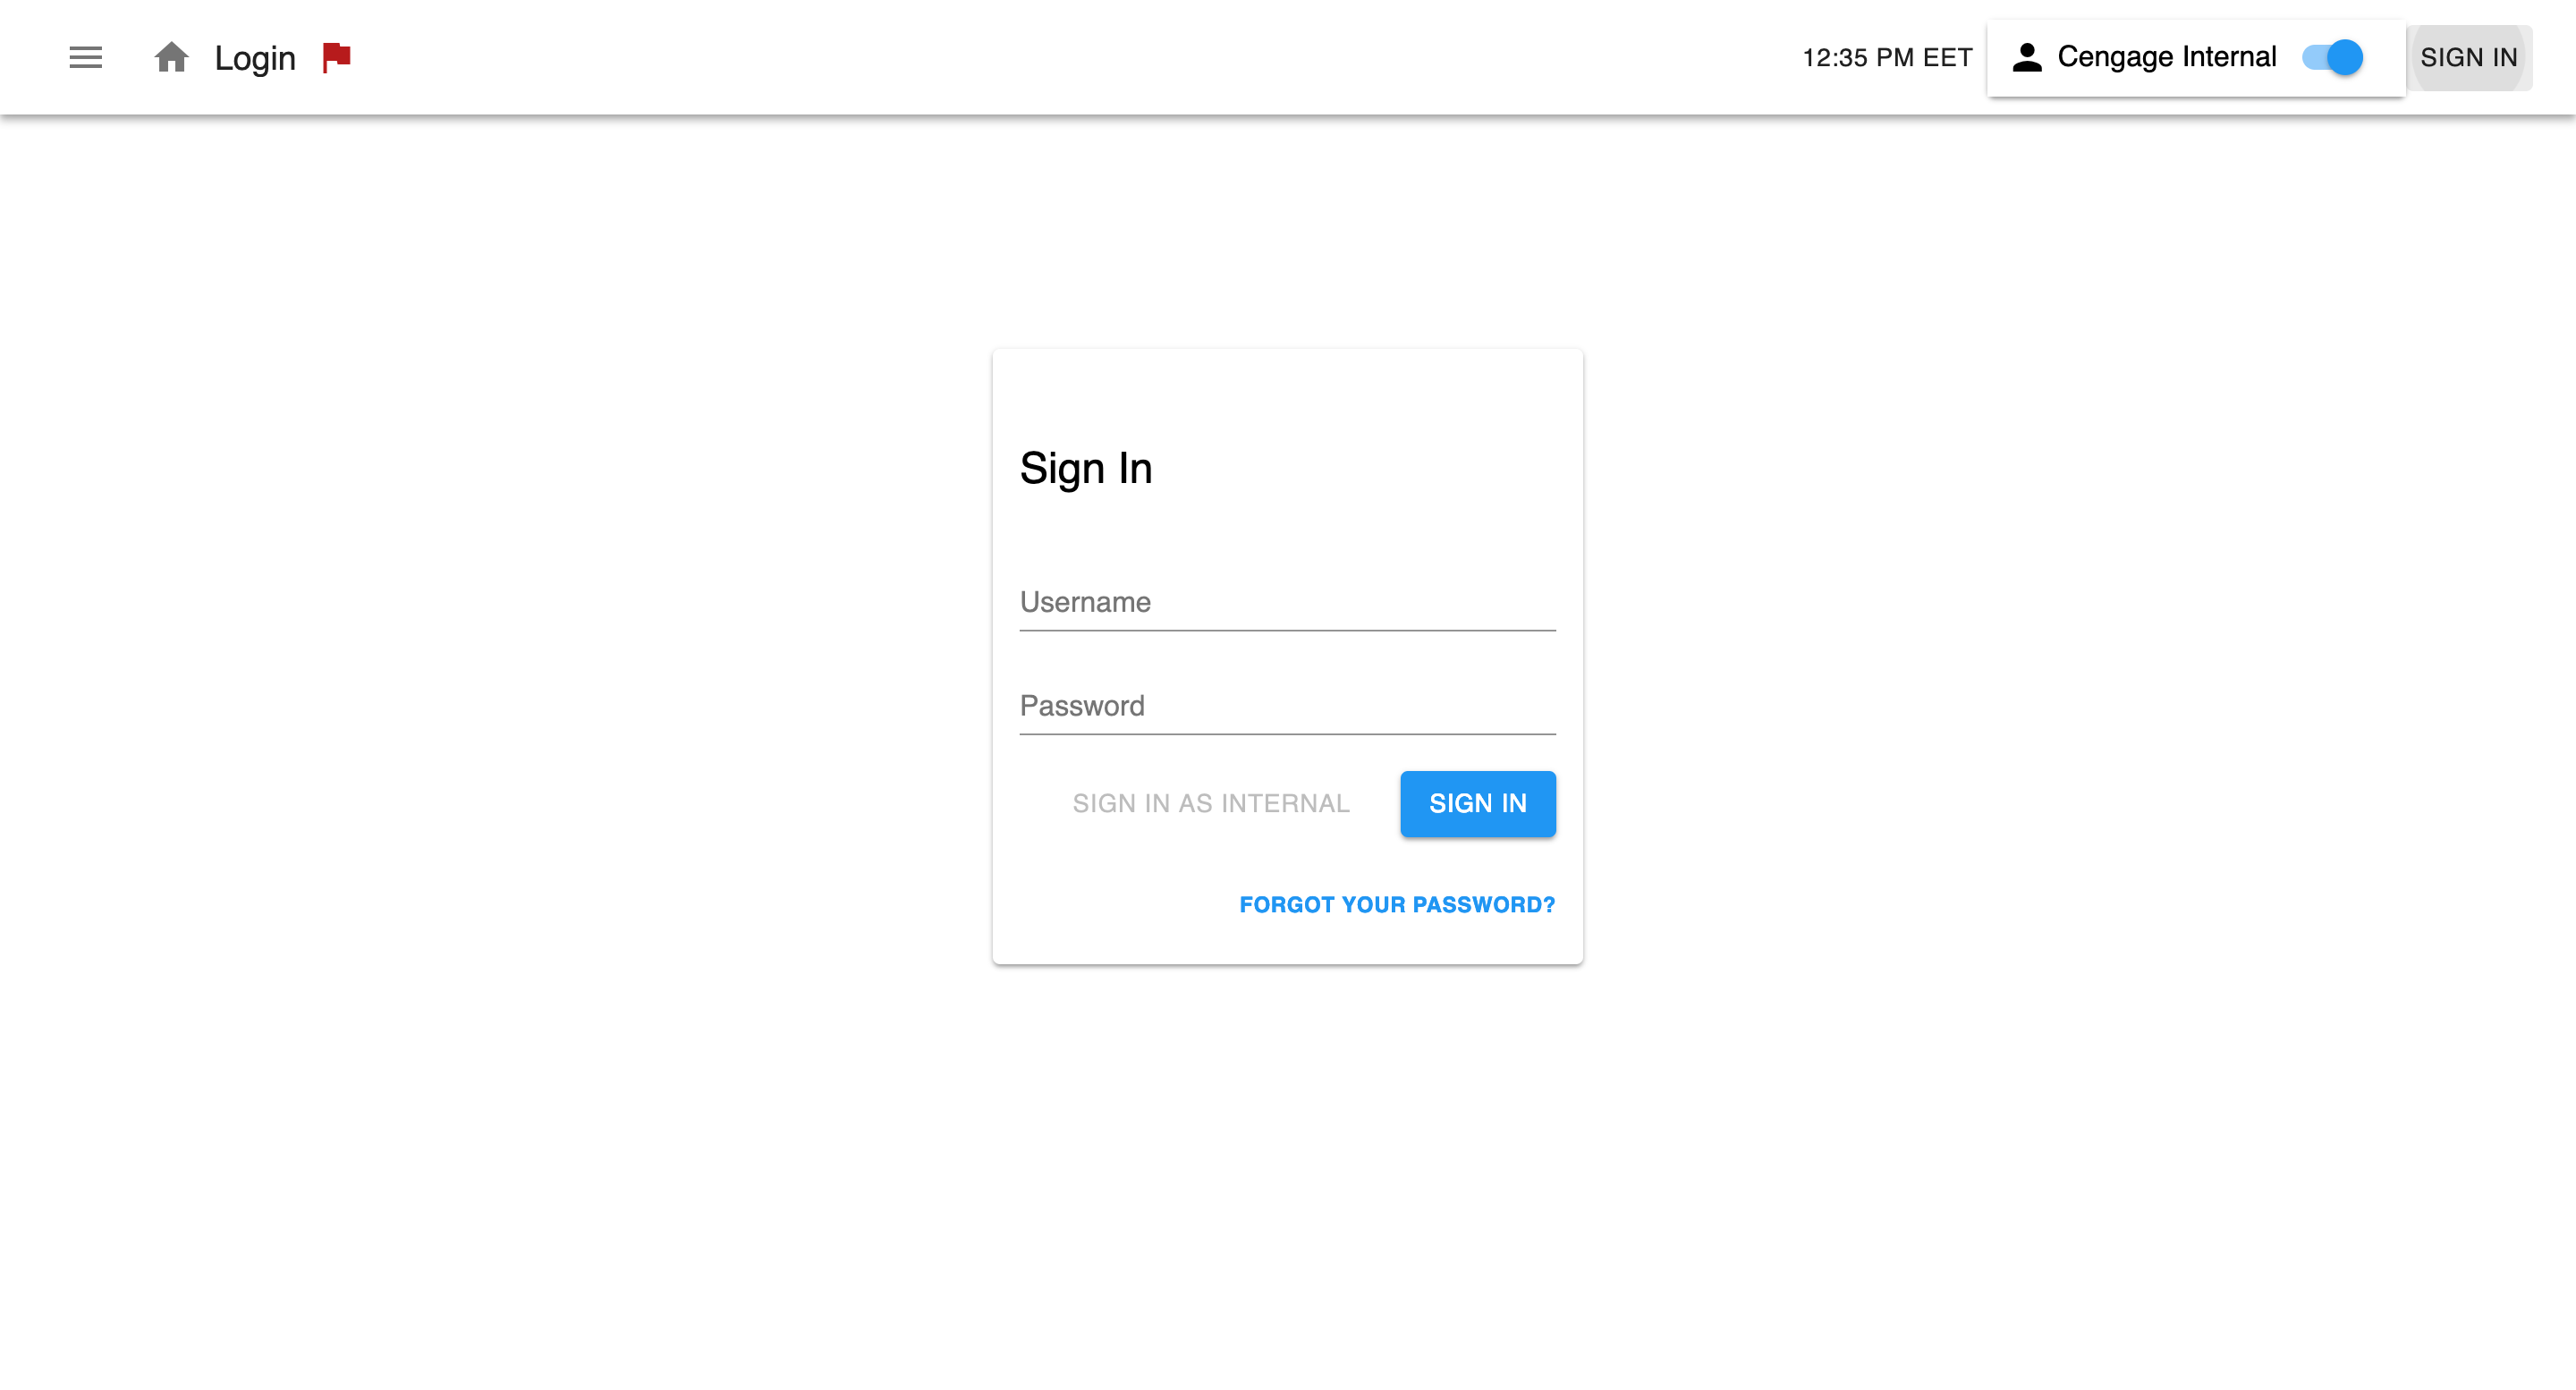 Login
12:35 PM EET
Cengage Internal
SIGN IN
Sign In
Username
Password
SIGN IN AS INTERNAL
SIGN IN
FORGOT YOUR PASSWORD?